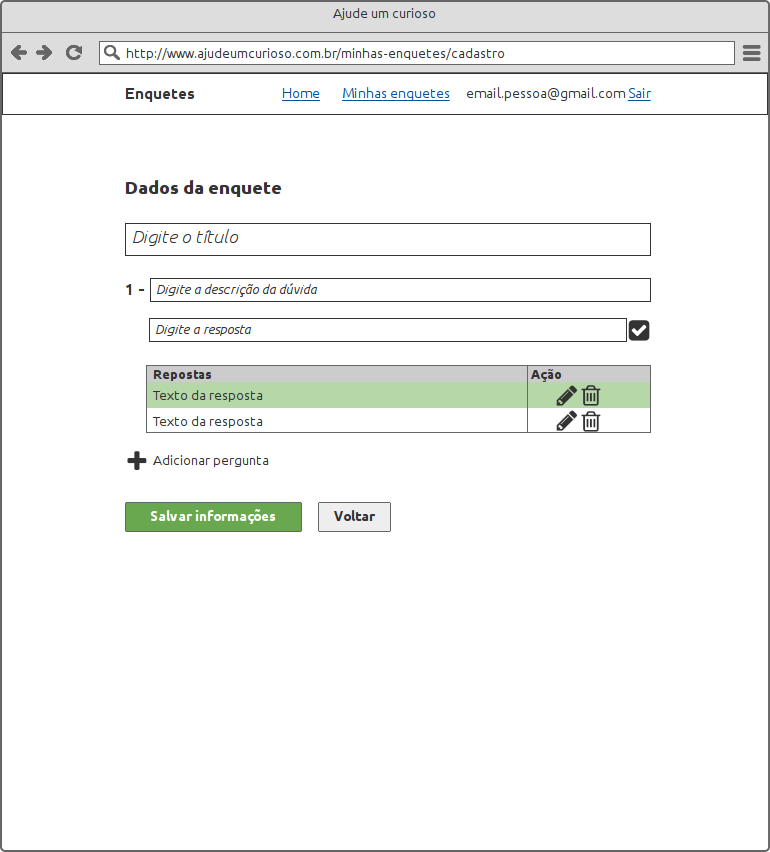 Ajude um curioso
http://www.ajudeumcurioso.com.br/minhas-enquetes/cadastro
Enquetes Home Minhas enquetes email.pessoa@gmail.com Sair
Dados da enquete
Digite o título
1 - Digite a descrição da dúvida
Digite a resposta
Repostas Ação
Texto da resposta
Texto da resposta
Adicionar pergunta
Salvar informações Voltar